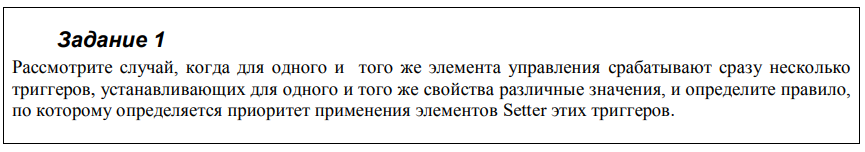 Задание 1
Рассмотрите случай, когда для одного и того же элемента управления срабатывают сразу несколько
триггеров, устанавливающих для одного и того же свойства различные значения, и определите правило,
по которому определяется приоритет применения элементов Setter этих триггеров.